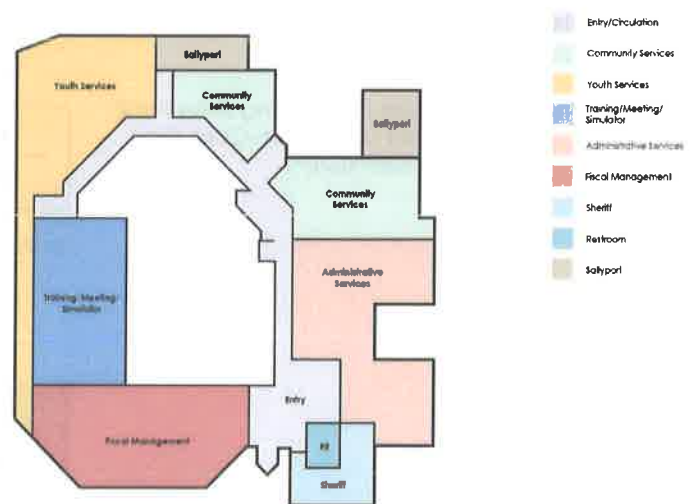 Sallyport
Youth Services
Community
Services
Sallyport
Community
Services
Administrative
Services
Training/Meeting/
Simulator
Entry
Fiscal Management
RR
Sheriff
Entry/Circulation
Community Services
Youth Services
Training/Meeting/
Simulator
Administrative Services
Fiscal Management
Sheriff
Restroom
Sallyport